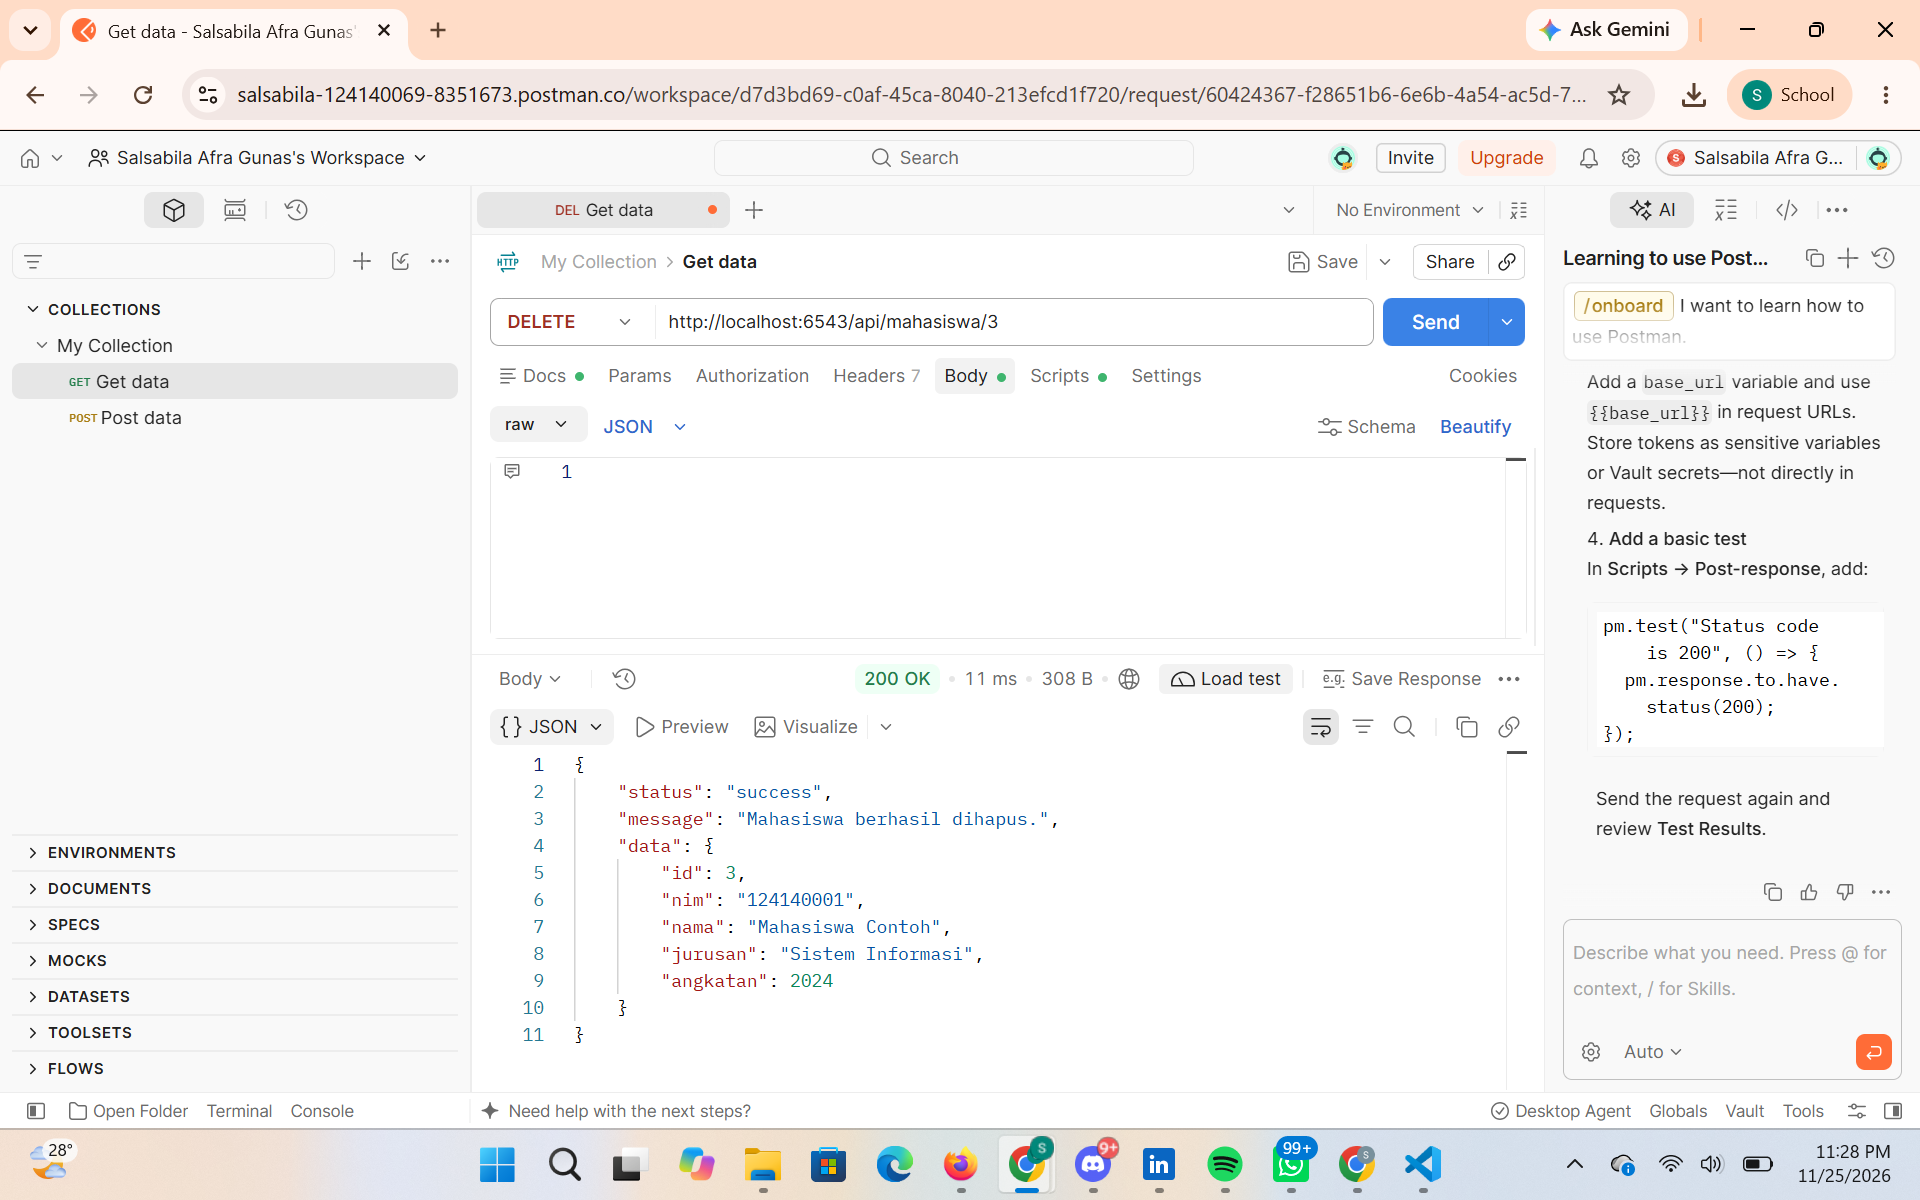 Get data - Salsabila Afra Gunas'
Ask Gemini
salsabila-124140069-8351673.postman.co/workspace/d7d3bd69-c0af-45ca-8040-213efcd1f720/request/60424367-f28651b6-6e6b-4a54-ac5d-7...
S School
Salsabila Afra Gunas's Workspace
Search
Invite
Upgrade
S Salsabila Afra G...
DEL Get data
No Environment
AI
HTTP My Collection > Get data
Save
Share
Learning to use Post...
COLLECTIONS
My Collection
GET Get data
POST Post data
DELETE http://localhost:6543/api/mahasiswa/3
Send
/onboard I want to learn how to
use Postman.
Docs Params Authorization Headers 7 Body Scripts Settings Cookies
raw JSON Schema Beautify
1
Add a base_url variable and use
{{base_url}} in request URLs.
Store tokens as sensitive variables
or Vault secrets—not directly in
requests.
4. Add a basic test
In Scripts → Post-response, add:
pm.test("Status code
is 200", () => {
pm.response.to.have.
status(200);
});
Send the request again and
review Test Results.
Body 200 OK • 11 ms • 308 B • Load test e.g. Save Response
{} JSON Preview Visualize
1 {
2 "status": "success",
3 "message": "Mahasiswa berhasil dihapus.",
4 "data": {
5 "id": 3,
6 "nim": "124140001",
7 "nama": "Mahasiswa Contoh",
8 "jurusan": "Sistem Informasi",
9 "angkatan": 2024
10 }
11 }
ENVIRONMENTS
DOCUMENTS
SPECS
MOCKS
DATASETS
TOOLSETS
FLOWS
Describe what you need. Press @ for
context, / for Skills.
Auto
Open Folder Terminal Console
Need help with the next steps?
Desktop Agent Globals Vault Tools
28°
S
9+
in
99+
S
11:28 PM
11/25/2026